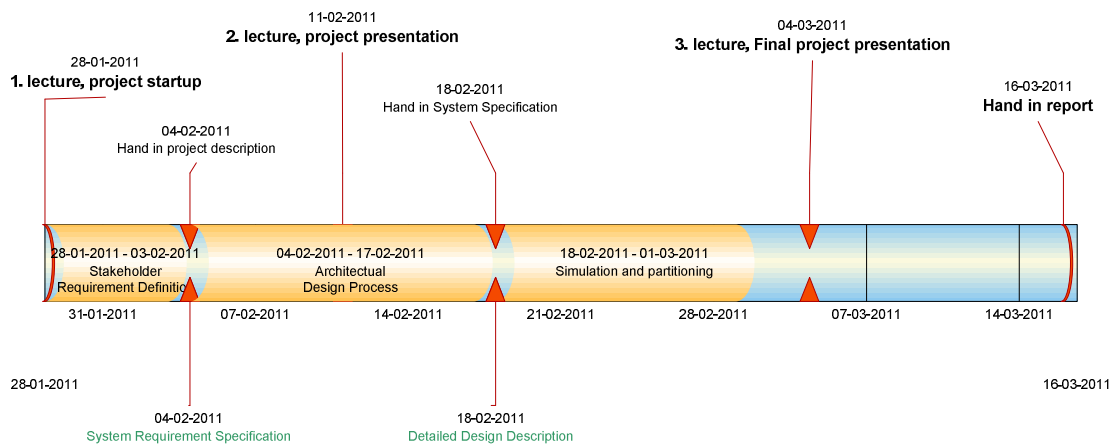 11-02-2011
2. lecture, project presentation
04-03-2011
3. lecture, Final project presentation
28-01-2011
1. lecture, project startup
18-02-2011
Hand in System Specification
16-03-2011
Hand in report
04-02-2011
Hand in project description
28-01-2011 - 03-02-2011
Stakeholder
Requirement Definitio
04-02-2011 - 17-02-2011
Architectual
Design Process
18-02-2011 - 01-03-2011
Simulation and partitioning
31-01-2011
07-02-2011
14-02-2011
21-02-2011
28-02-2011
07-03-2011
14-03-2011
28-01-2011
16-03-2011
04-02-2011
System Requirement Specification
18-02-2011
Detailed Design Description